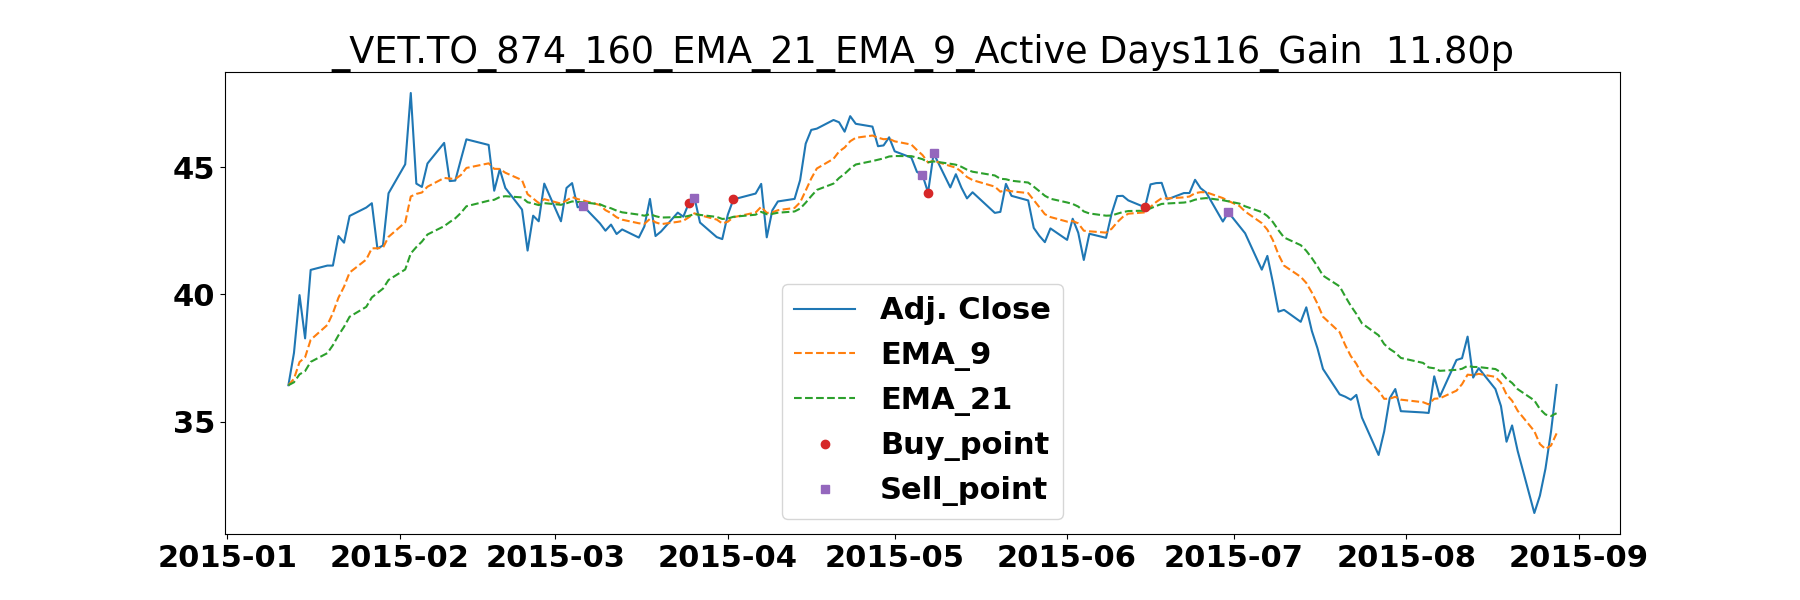 _VET.TO_874_160_EMA_21_EMA_9_Active Days116_Gain  11.80p
45
40
35
Adj. Close
EMA_9
EMA_21
Buy_point
Sell_point
2015-01 2015-02 2015-03 2015-04 2015-05 2015-06 2015-07 2015-08 2015-09